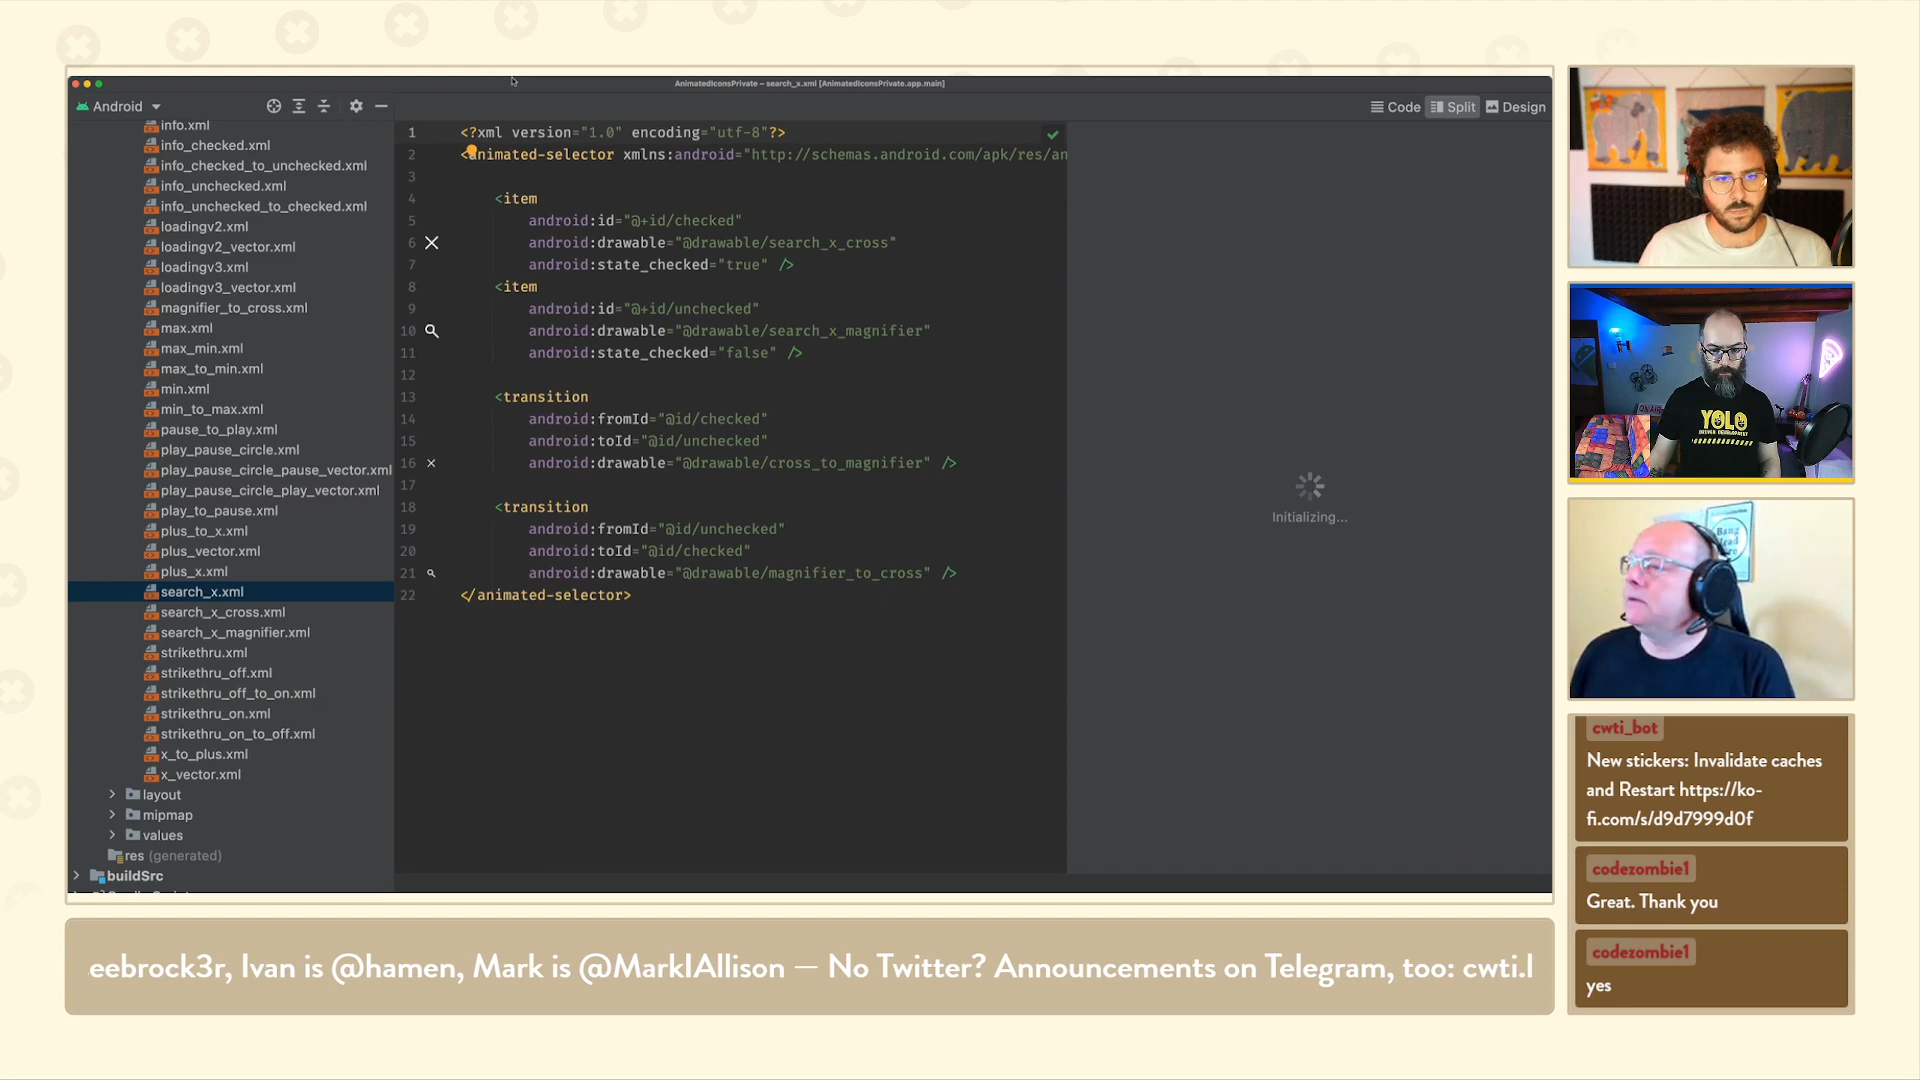 AnimatedIconsPrivate – search_x.xml [AnimatedIconsPrivate.app.main]
Android
Code Split Design
info.xml
info_checked.xml
info_checked_to_unchecked.xml
info_unchecked.xml
info_unchecked_to_checked.xml
loadingv2.xml
loadingv2_vector.xml
loadingv3.xml
loadingv3_vector.xml
magnifier_to_cross.xml
max.xml
max_min.xml
max_to_min.xml
min.xml
min_to_max.xml
pause_to_play.xml
play_pause_circle.xml
play_pause_circle_pause_vector.xml
play_pause_circle_play_vector.xml
play_to_pause.xml
plus_to_x.xml
plus_vector.xml
plus_x.xml
search_x.xml
search_x_cross.xml
search_x_magnifier.xml
strikethru.xml
strikethru_off.xml
strikethru_off_to_on.xml
strikethru_on.xml
strikethru_on_to_off.xml
x_to_plus.xml
x_vector.xml
layout
mipmap
values
res (generated)
buildSrc
1 <?xml version="1.0" encoding="utf-8"?>
2 <animated-selector xmlns:android="http://schemas.android.com/apk/res/an
3
4 <item
5 android:id="@+id/checked"
6 android:drawable="@drawable/search_x_cross"
7 android:state_checked="true" />
8 <item
9 android:id="@+id/unchecked"
10 android:drawable="@drawable/search_x_magnifier"
11 android:state_checked="false" />
12
13 <transition
14 android:fromId="@id/checked"
15 android:toId="@id/unchecked"
16 android:drawable="@drawable/cross_to_magnifier" />
17
18 <transition
19 android:fromId="@id/unchecked"
20 android:toId="@id/checked"
21 android:drawable="@drawable/magnifier_to_cross" />
22 </animated-selector>
Initializing...
YOLO
DRIVEN DEVELOPMENT
Bang
Head
Here
cwti_bot
New stickers: Invalidate caches
and Restart https://ko-
fi.com/s/d9d7999d0f
codezombie1
Great. Thank you
codezombie1
yes
eebrock3r, Ivan is @hamen, Mark is @MarkIAllison — No Twitter? Announcements on Telegram, too: cwti.l